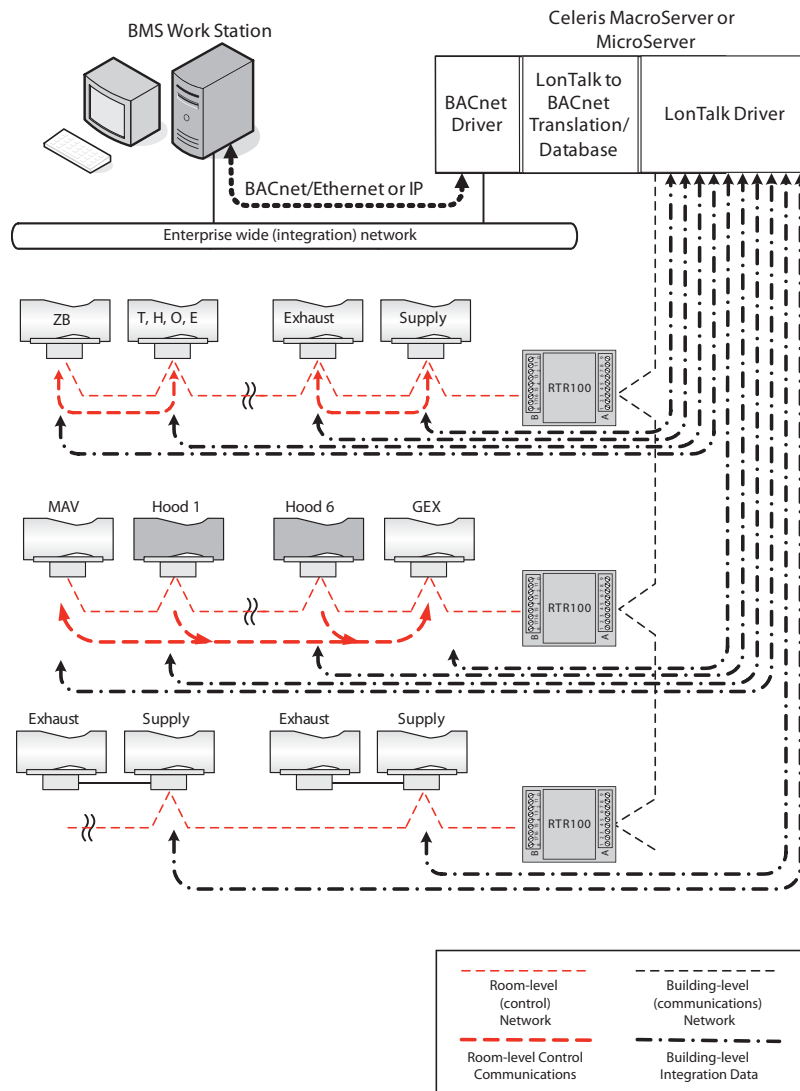 BMS Work Station
Celeris MacroServer or
MicroServer
BACnet
Driver
LonTalk to
BACnet
Translation/
Database
LonTalk Driver
BACnet/Ethernet or IP
Enterprise wide (integration) network
ZB
T, H, O, E
Exhaust
Supply
RTR100
B
A
MAV
Hood 1
Hood 6
GEX
RTR100
B
A
Exhaust
Supply
Exhaust
Supply
RTR100
B
A
Room-level
(control)
Network
Building-level
(communications)
Network
Room-level Control
Communications
Building-level
Integration Data